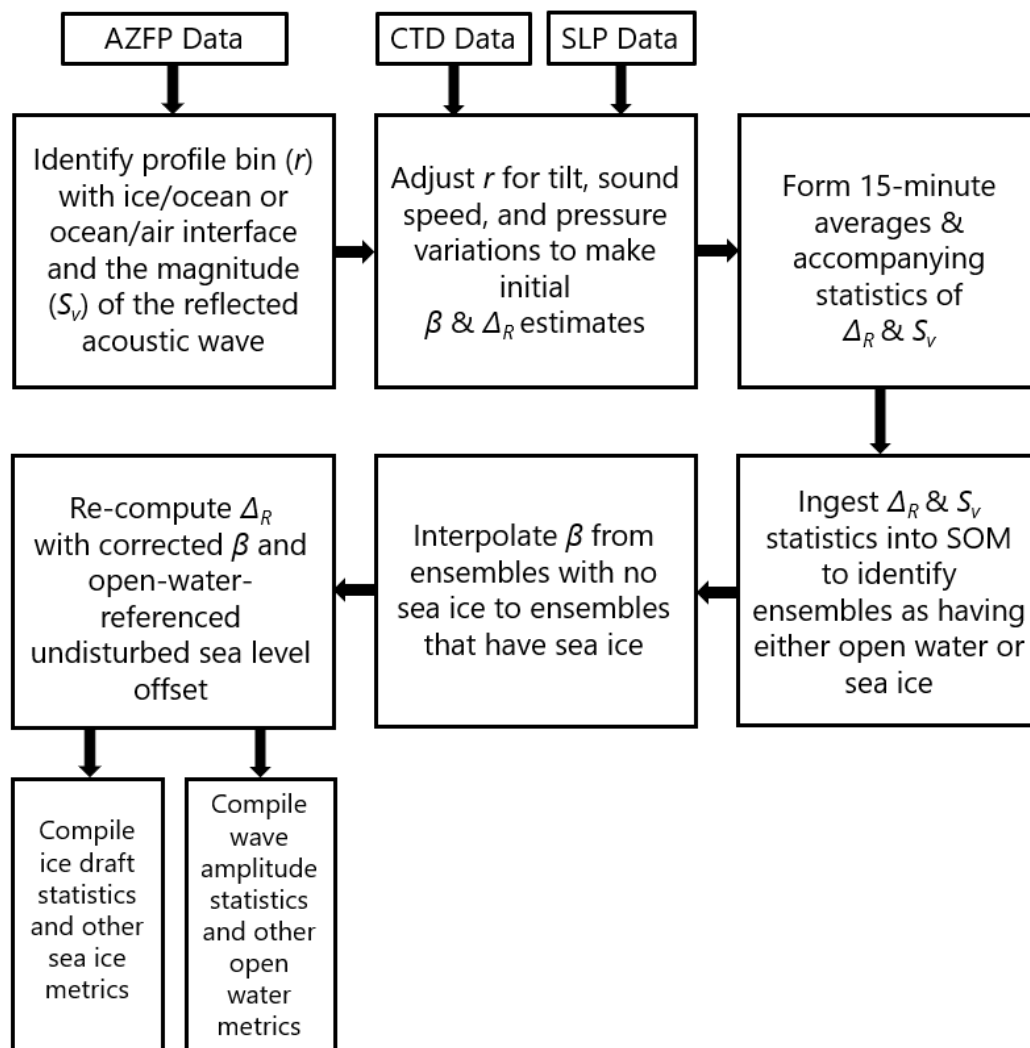 AZFP Data
CTD Data
SLP Data
Identify profile bin (r)
with ice/ocean or
ocean/air interface
and the magnitude
(Sv) of the reflected
acoustic wave
Adjust r for tilt, sound
speed, and pressure
variations to make
initial
β & ΔR estimates
Form 15-minute
averages &
accompanying
statistics of
ΔR & Sv
Ingest ΔR & Sv
statistics into SOM
to identify
ensembles as having
either open water or
sea ice
Interpolate β from
ensembles with no
sea ice to ensembles
that have sea ice
Re-compute ΔR
with corrected β and
open-water-
referenced
undisturbed sea level
offset
Compile
ice draft
statistics
and other
sea ice
metrics
Compile
wave
amplitude
statistics
and other
open
water
metrics